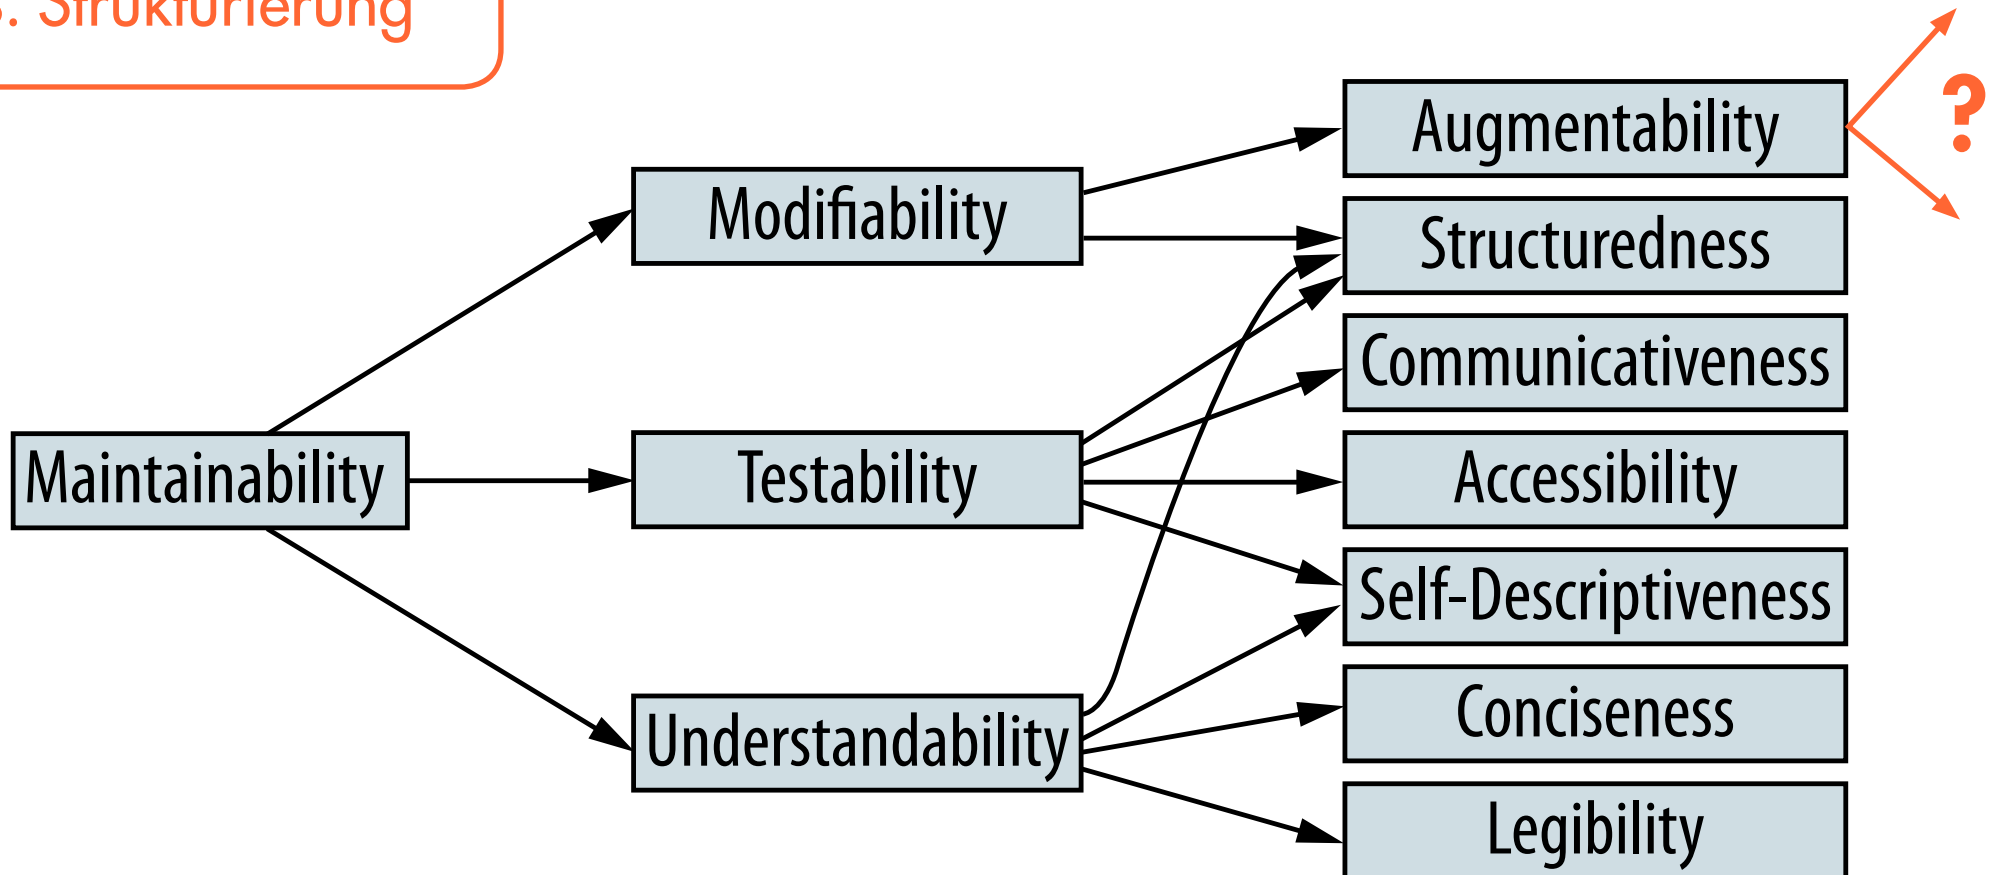 . Strukturierung
Augmentability
?
Modifiability
Structuredness
Communicativeness
Maintainability
Testability
Accessibility
Self-Descriptiveness
Understandability
Conciseness
Legibility